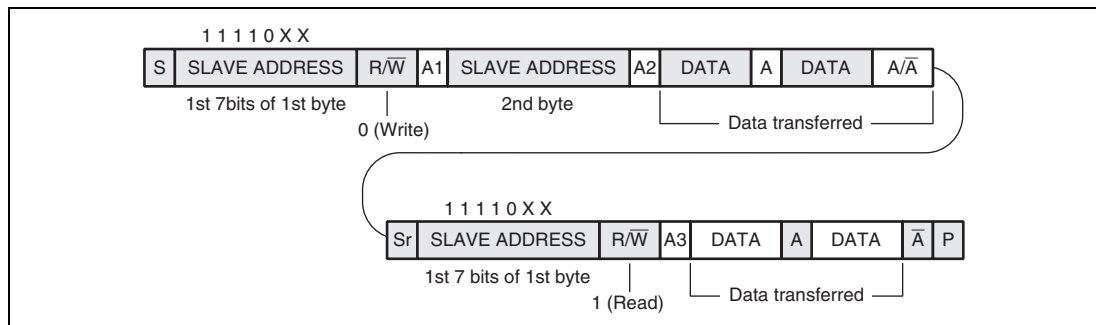 1 1 1 1 0 X X
S SLAVE ADDRESS R/W̅ A1 SLAVE ADDRESS A2 DATA A DATA A/A̅
1st 7bits of 1st byte 2nd byte
0 (Write) Data transferred
1 1 1 1 0 X X
Sr SLAVE ADDRESS R/W̅ A3 DATA A DATA A̅ P
1st 7 bits of 1st byte
1 (Read) Data transferred